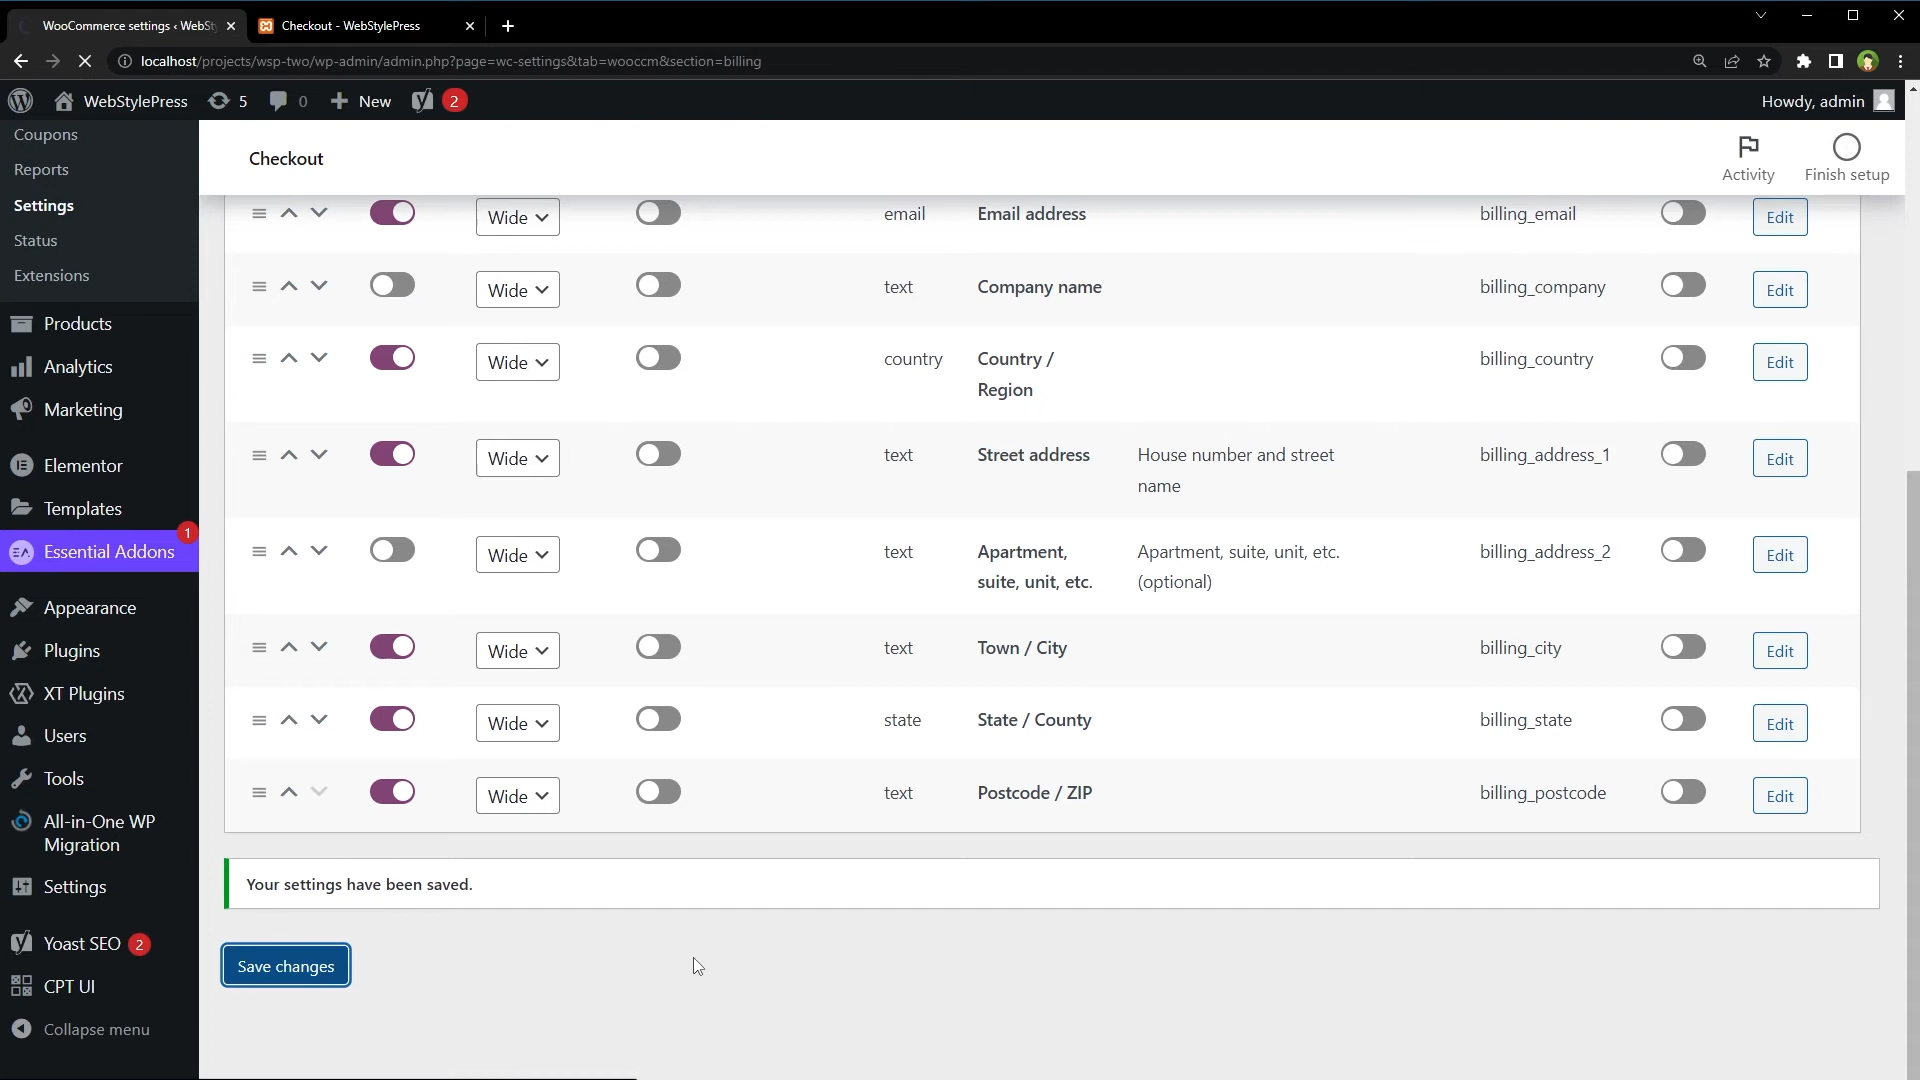 WooCommerce settings ‹ WebSty
Checkout - WebStylePress
localhost/projects/wsp-two/wp-admin/admin.php?page=wc-settings&tab=wooccm&section=billing
WebStylePress
5
0
New
2
Howdy, admin
Coupons
Reports
Settings
Status
Extensions
Products
Analytics
Marketing
Elementor
Templates
Essential Addons
1
Appearance
Plugins
XT Plugins
Users
Tools
All-in-One WP
Migration
Settings
Yoast SEO 2
CPT UI
Collapse menu
Checkout
Activity
Finish setup
Wide email Email address billing_email Edit
Wide text Company name billing_company Edit
Wide country Country / billing_country Edit
Region
Wide text Street address House number and street billing_address_1 Edit
name
Wide text Apartment, Apartment, suite, unit, etc. billing_address_2 Edit
suite, unit, etc. (optional)
Wide text Town / City billing_city Edit
Wide state State / County billing_state Edit
Wide text Postcode / ZIP billing_postcode Edit
Your settings have been saved.
Save changes